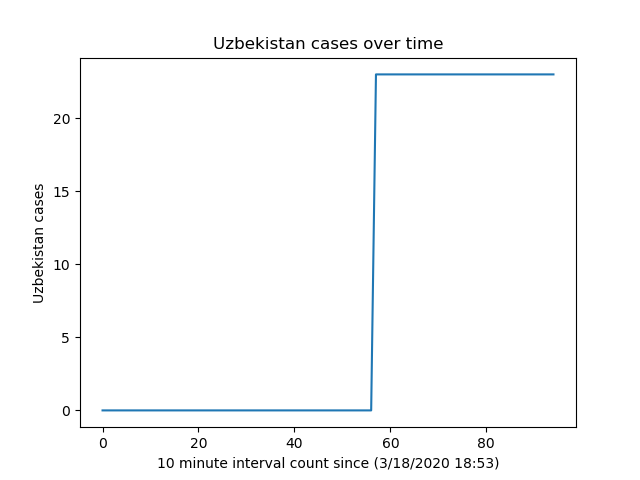 Uzbekistan cases over time
Uzbekistan cases
20
15
10
5
0
0 20 40 60 80
10 minute interval count since (3/18/2020 18:53)